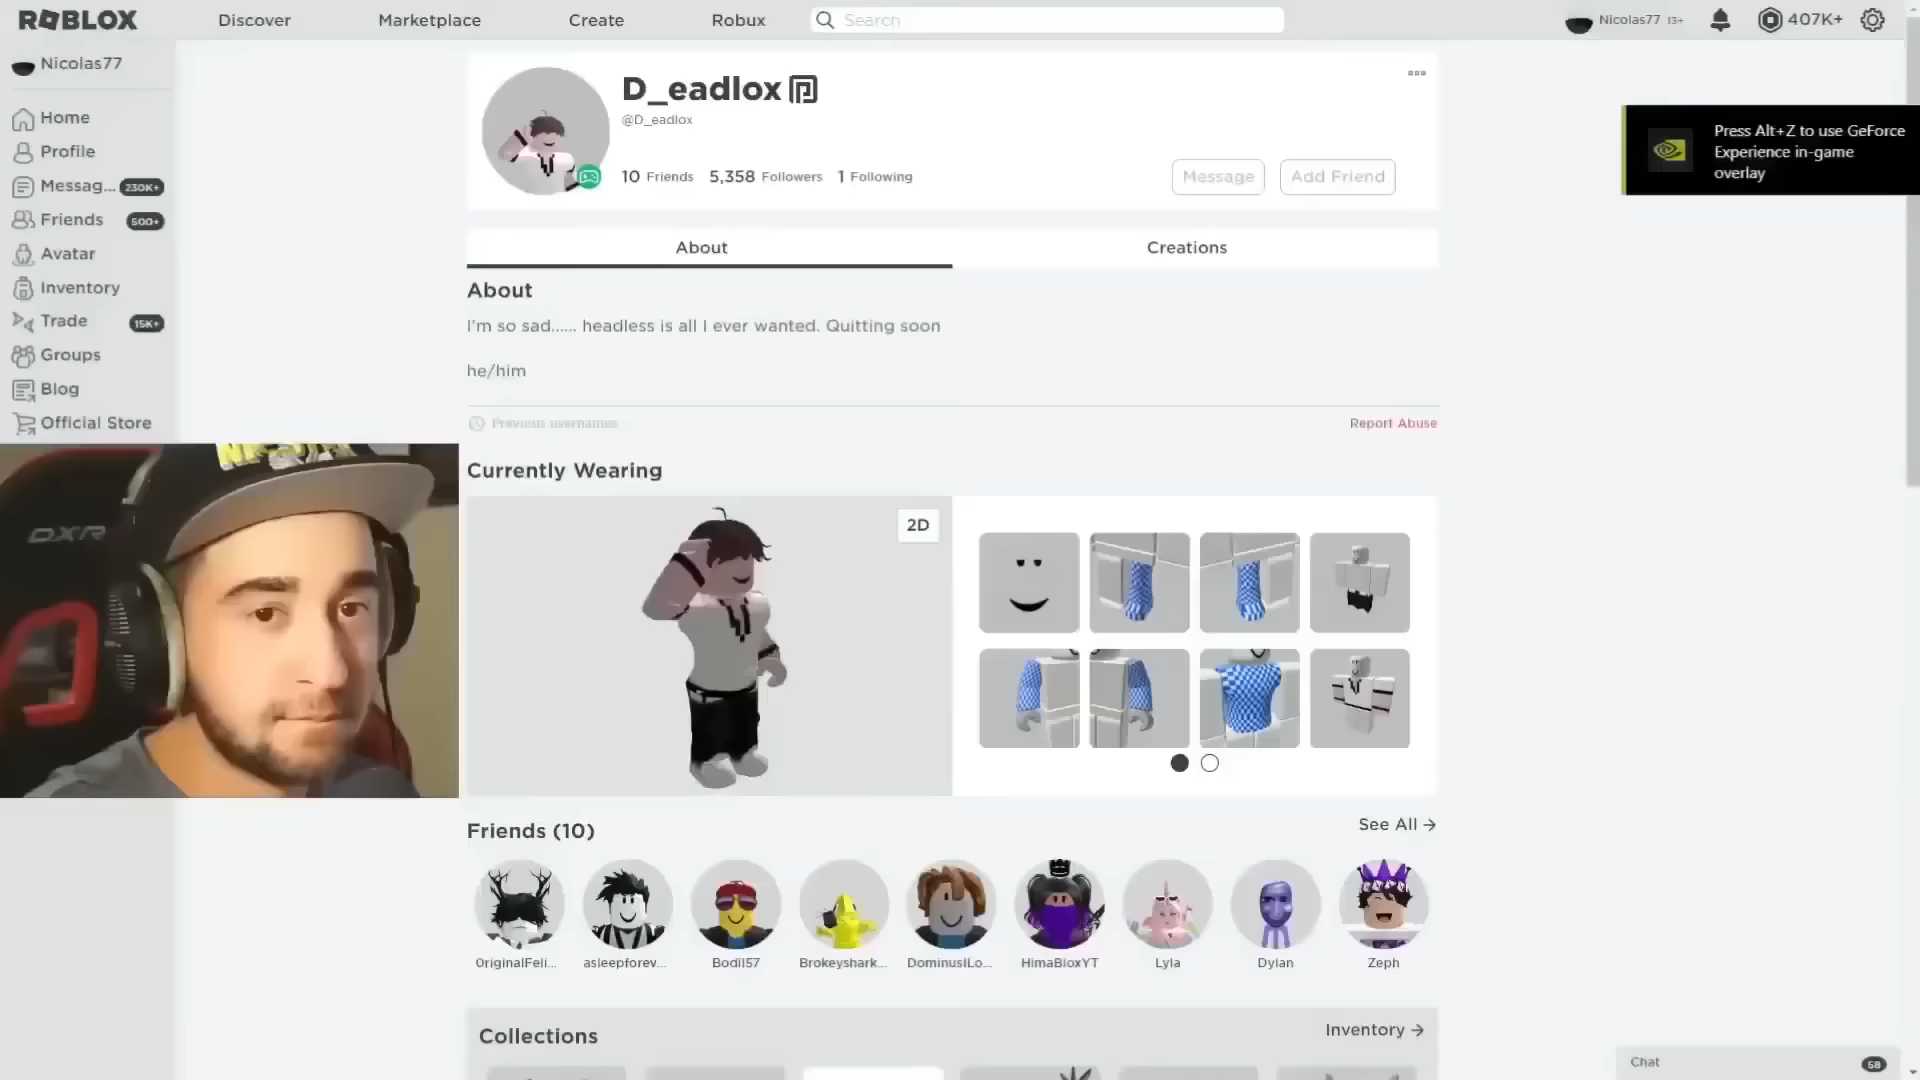 ROBLOX
Discover
Marketplace
Create
Robux
Search
Nicolas77 13+
407K+
Nicolas77
Home
Profile
Messag... 230K+
Friends 500+
Avatar
Inventory
Trade 15K+
Groups
Blog
Official Store
D_eadlox
@D_eadlox
10 Friends 5,358 Followers 1 Following
Message
Add Friend
Press Alt+Z to use GeForce
Experience in-game
overlay
About
Creations
About
I'm so sad...... headless is all I ever wanted. Quitting soon
he/him
Previous usernames
Report Abuse
Currently Wearing
2D
DXR
Friends (10)
See All →
OriginalFeli...
asleepforev...
Bodil57
Brokeyshark...
DominusILo...
HimaBloxYT
Lyla
Dylan
Zeph
Collections
Inventory →
Chat
58